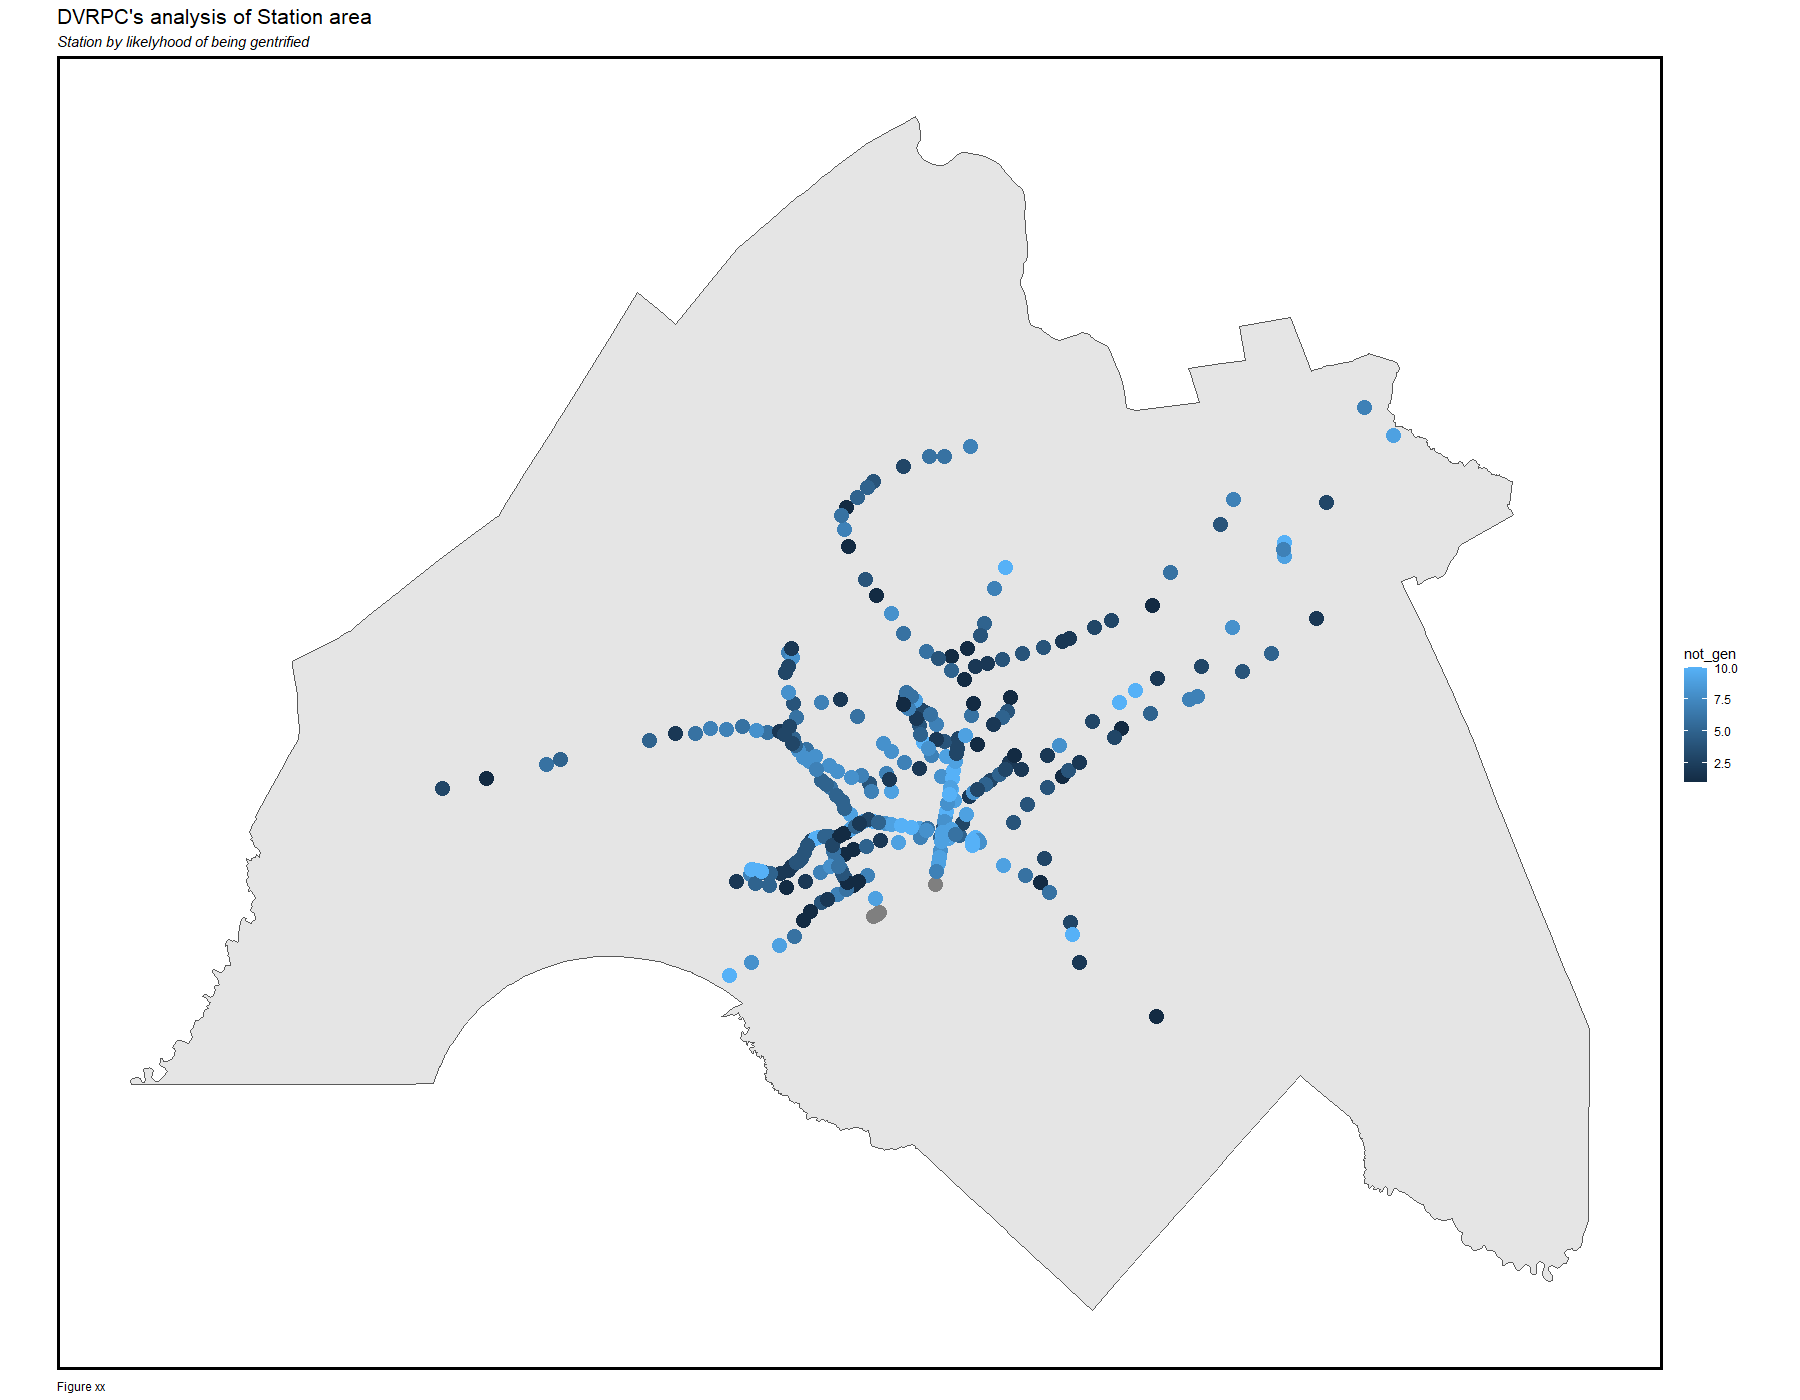 DVRPC's analysis of Station area
Station by likelyhood of being gentrified
not_gen
10.0
7.5
5.0
2.5
Figure xx